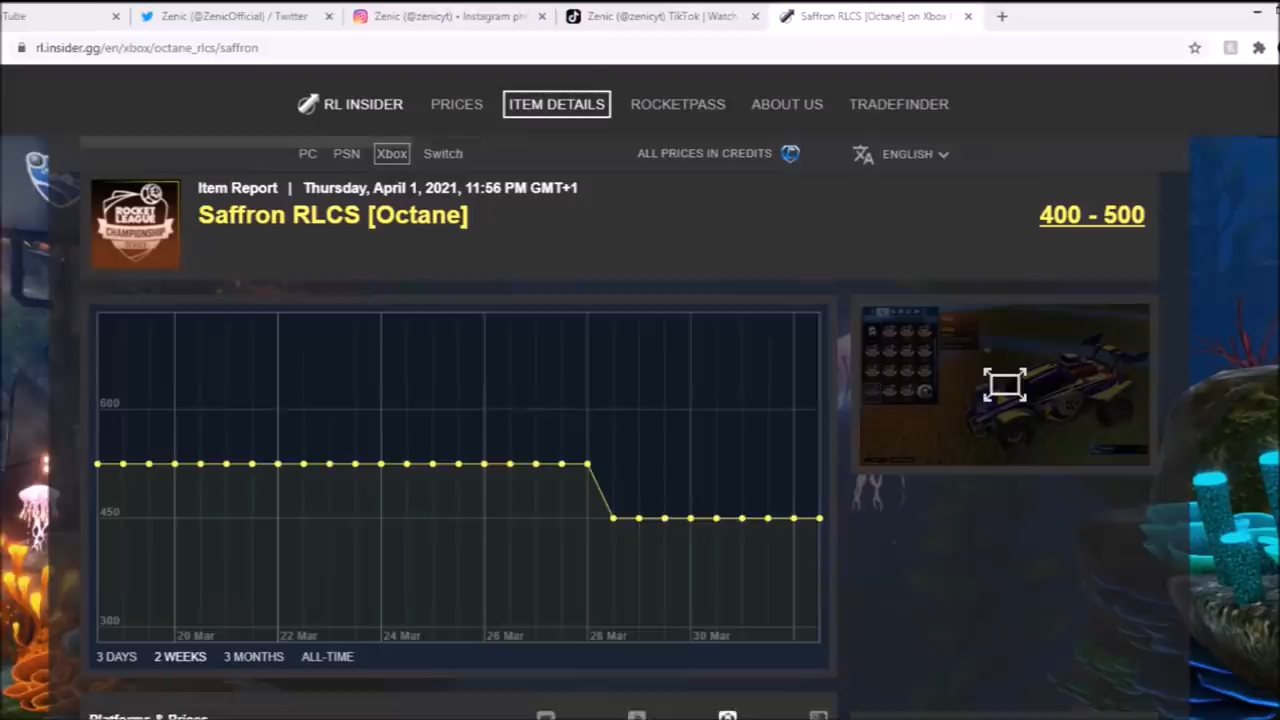 Tube
Zenic (@ZenicOfficial) / Twitter
Zenic (@zenicyt) • Instagram ph
Zenic (@zenicyt) TikTok | Watch
Saffron RLCS [Octane] on Xbox
rl.insider.gg/en/xbox/octane_rlcs/saffron
RL INSIDER PRICES ITEM DETAILS ROCKETPASS ABOUT US TRADEFINDER
PC PSN Xbox Switch ALL PRICES IN CREDITS ENGLISH
Item Report | Thursday, April 1, 2021, 11:56 PM GMT+1
Saffron RLCS [Octane] 400 - 500
ROCKET
LEAGUE
CHAMPIONSHIP
600
450
300
20 Mar 22 Mar 24 Mar 26 Mar 28 Mar 30 Mar
3 DAYS 2 WEEKS 3 MONTHS ALL-TIME
Platforms & Prices